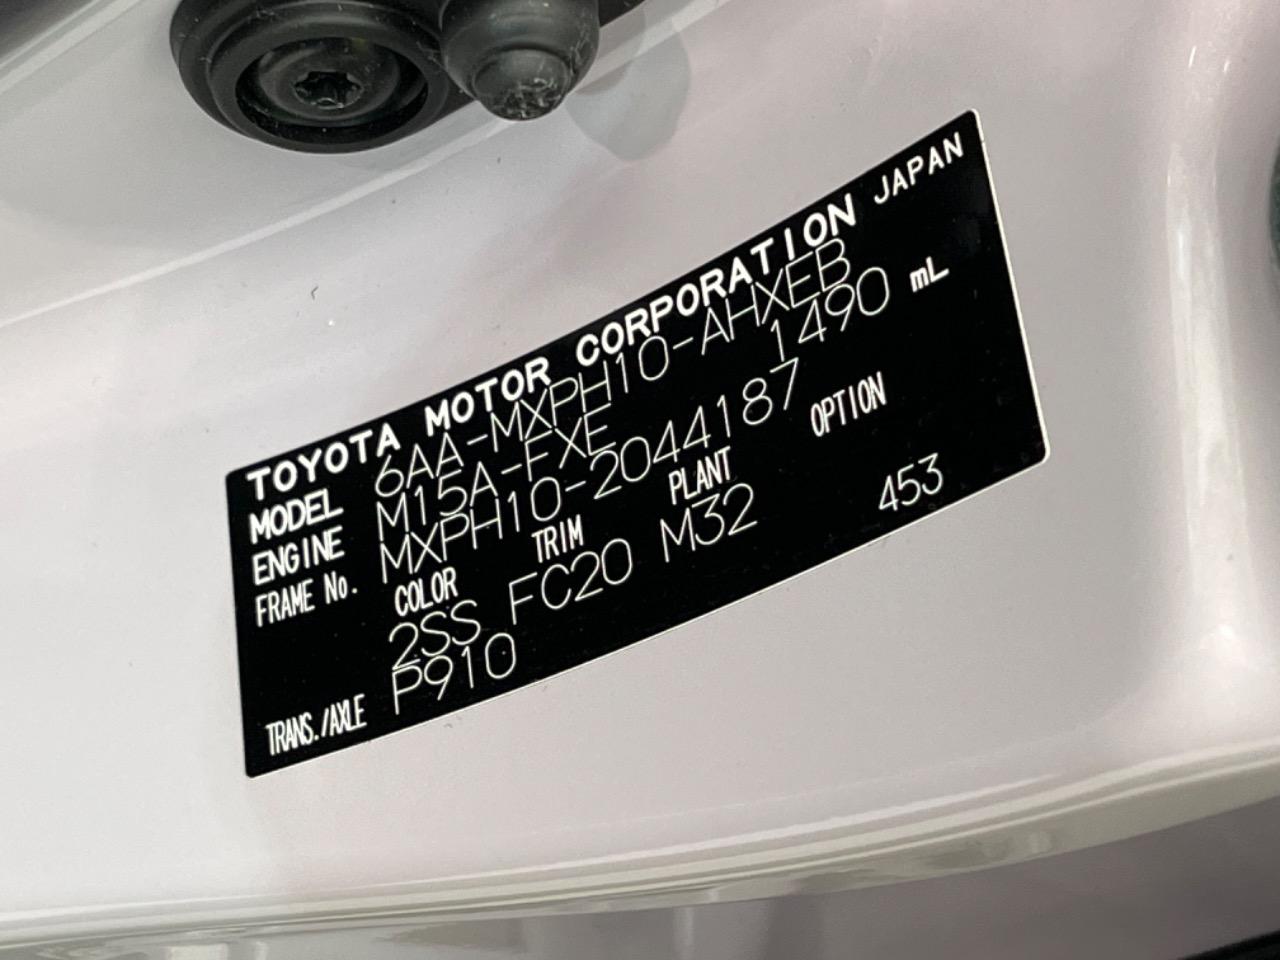 TOYOTA MOTOR CORPORATION JAPAN
MODEL 6AA-MXPH10-AHXEB
ENGINE M15A-FXE 1490 mL
FRAME No. MXPH10-2044187
COLOR TRIM PLANT OPTION
2SS FC20 M32 453
TRANS./AXLE P910